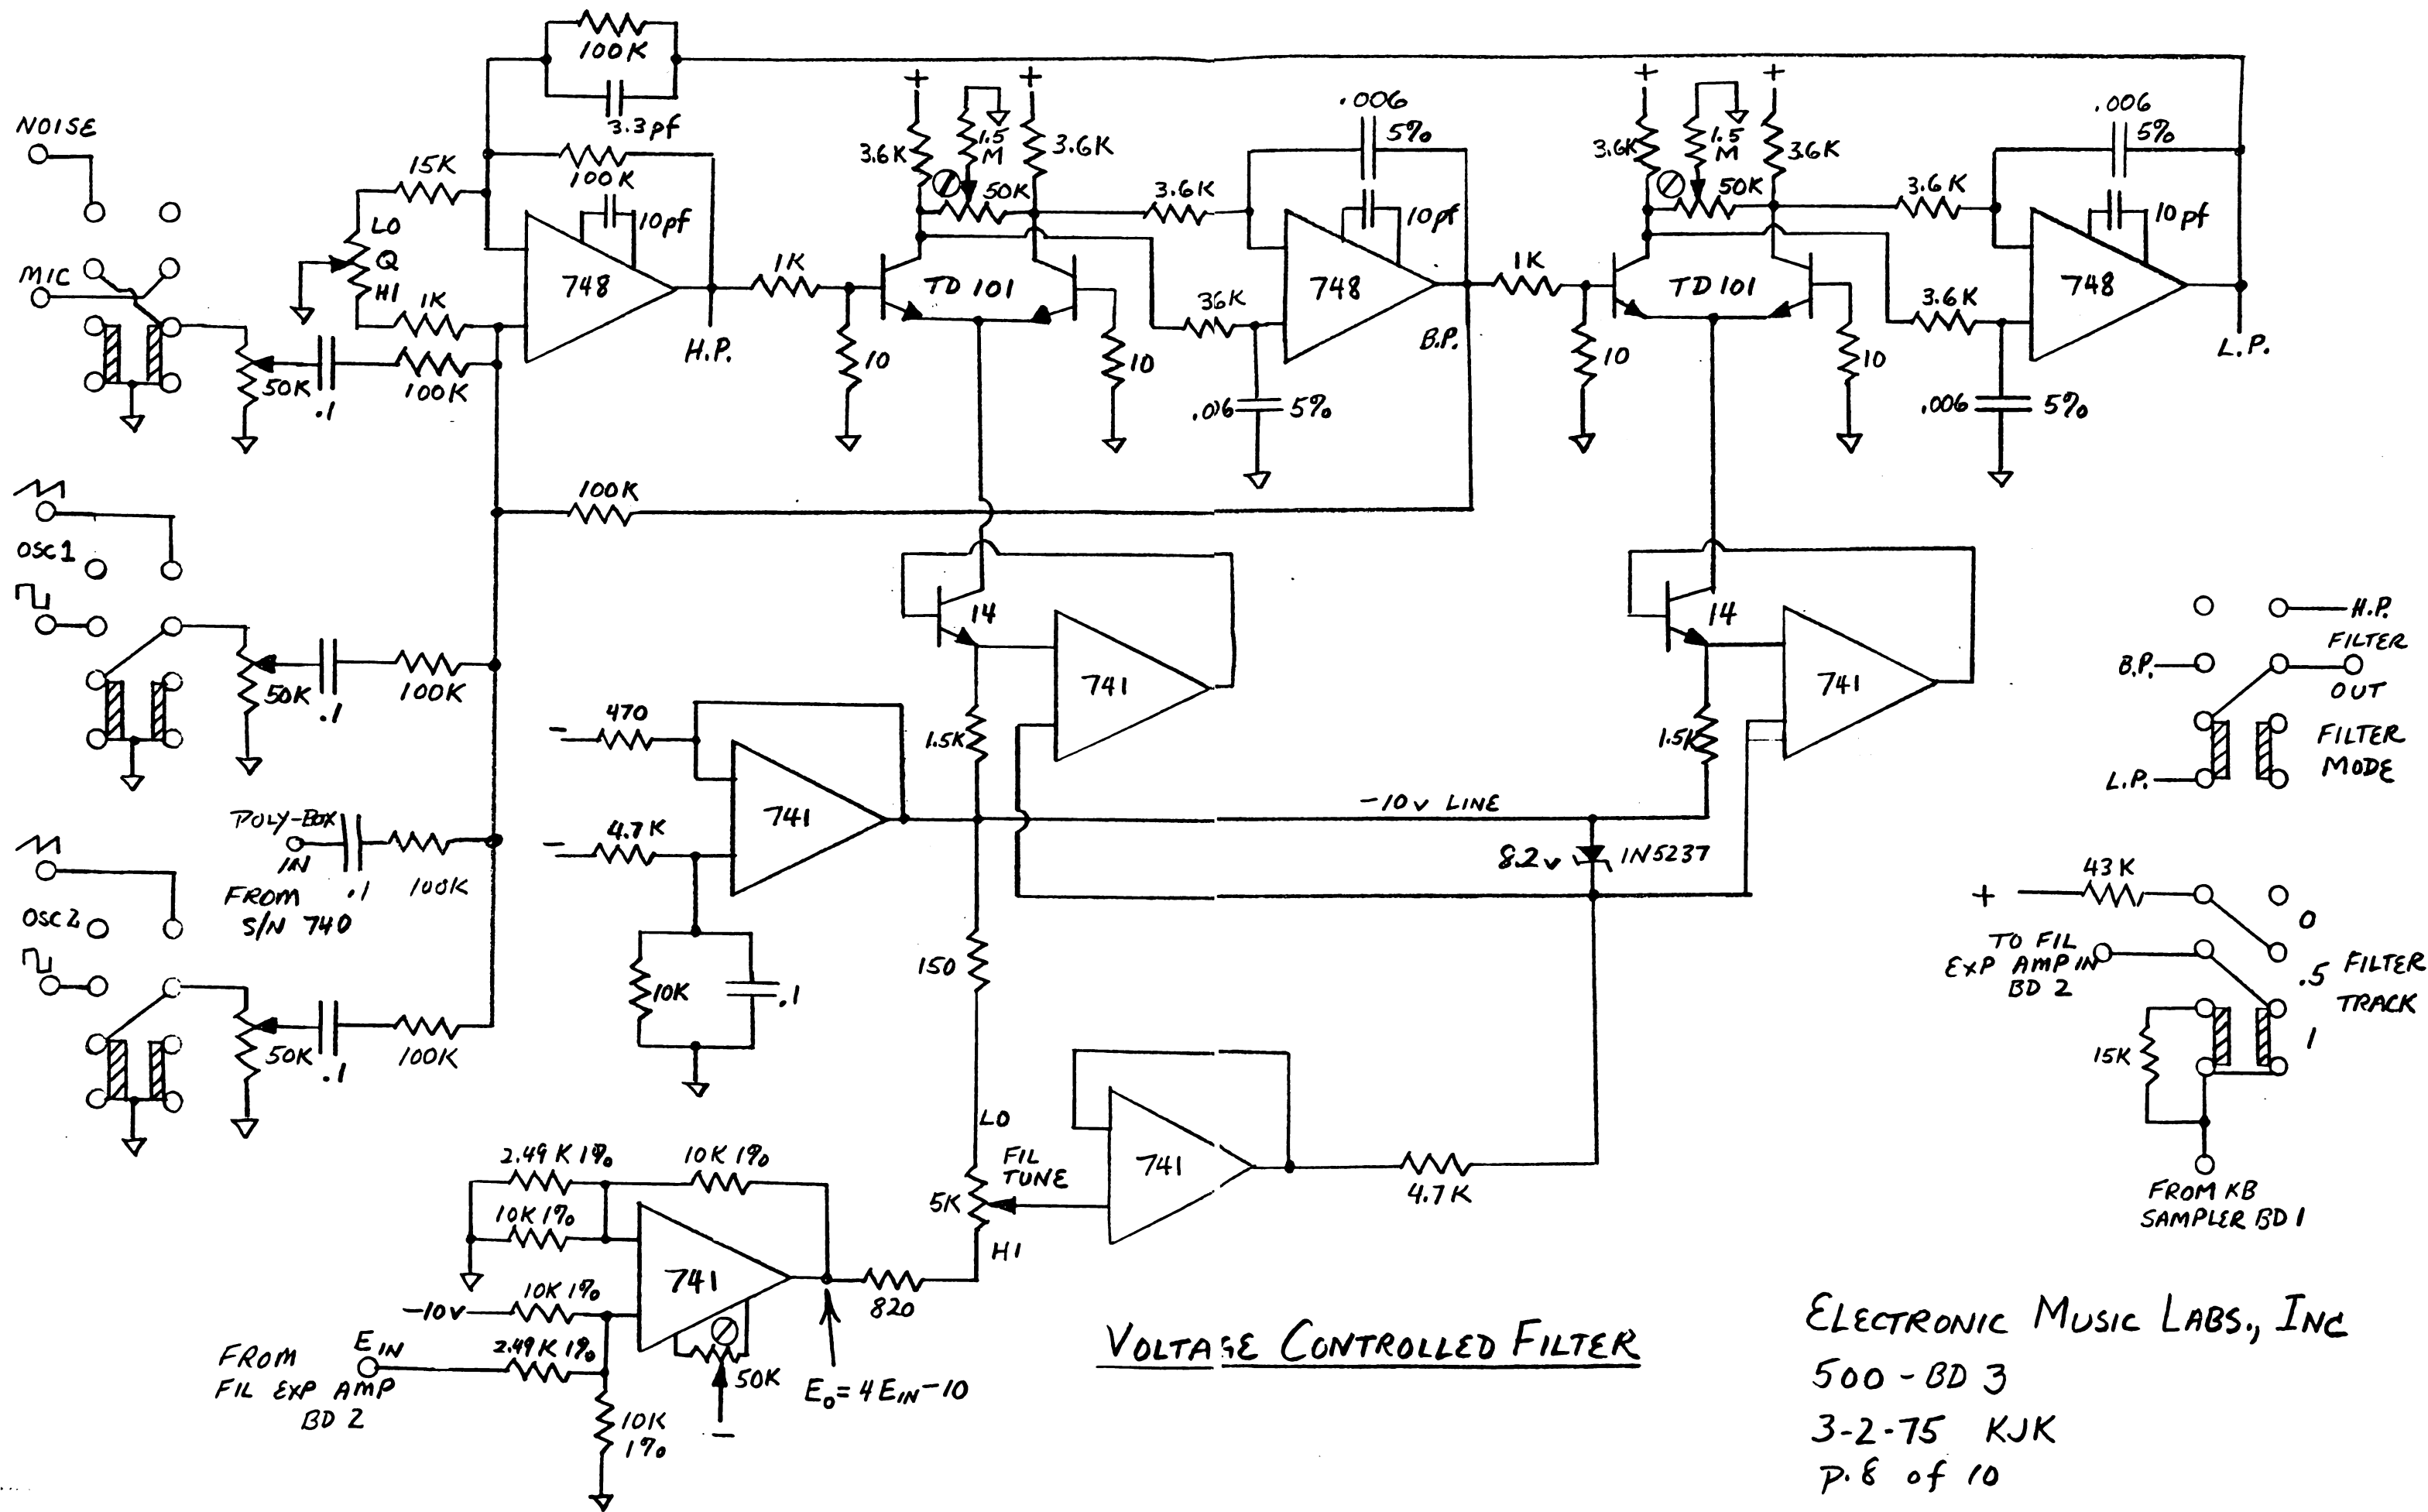 100K
3.3pf
NOISE
MIC
15K
LO
Q
HI
1K
100K
10pf
748
H.P.
50K
.1
100K
+
+
3.6K
1.5
M
3.6K
50K
1K
TD 101
10
10
3.6K
36K
.006
5%
10pf
748
B.P.
.006
5%
+
+
3.6K
1.5
M
3.6K
50K
1K
TD 101
10
10
3.6K
3.6K
.006
5%
10pf
748
L.P.
.006
5%
100K
OSC 1
50K
.1
100K
14
741
1.5K
14
741
1.5K
H.P.
FILTER
OUT
B.P.
L.P.
FILTER
MODE
-
470
-
4.7K
741
10K
.1
-10V LINE
8.2v
1N5237
POLY-BOX
IN
FROM
S/N 740
.1
100K
OSC 2
50K
.1
100K
150
LO
FIL
TUNE
5K
HI
741
4.7K
+
43K
0
.5
1
FILTER
TRACK
TO FIL
EXP AMP IN
BD 2
15K
FROM KB
SAMPLER BD 1
2.49K 1%
10K 1%
10K 1%
741
10K 1%
-10V
2.49K 1%
E IN
FROM
FIL EXP AMP
BD 2
10K
1%
50K
-
820
Eo = 4EIN-10
VOLTAGE CONTROLLED FILTER
ELECTRONIC MUSIC LABS., INC
500-BD 3
3-2-75 KJK
P. 8 of 10